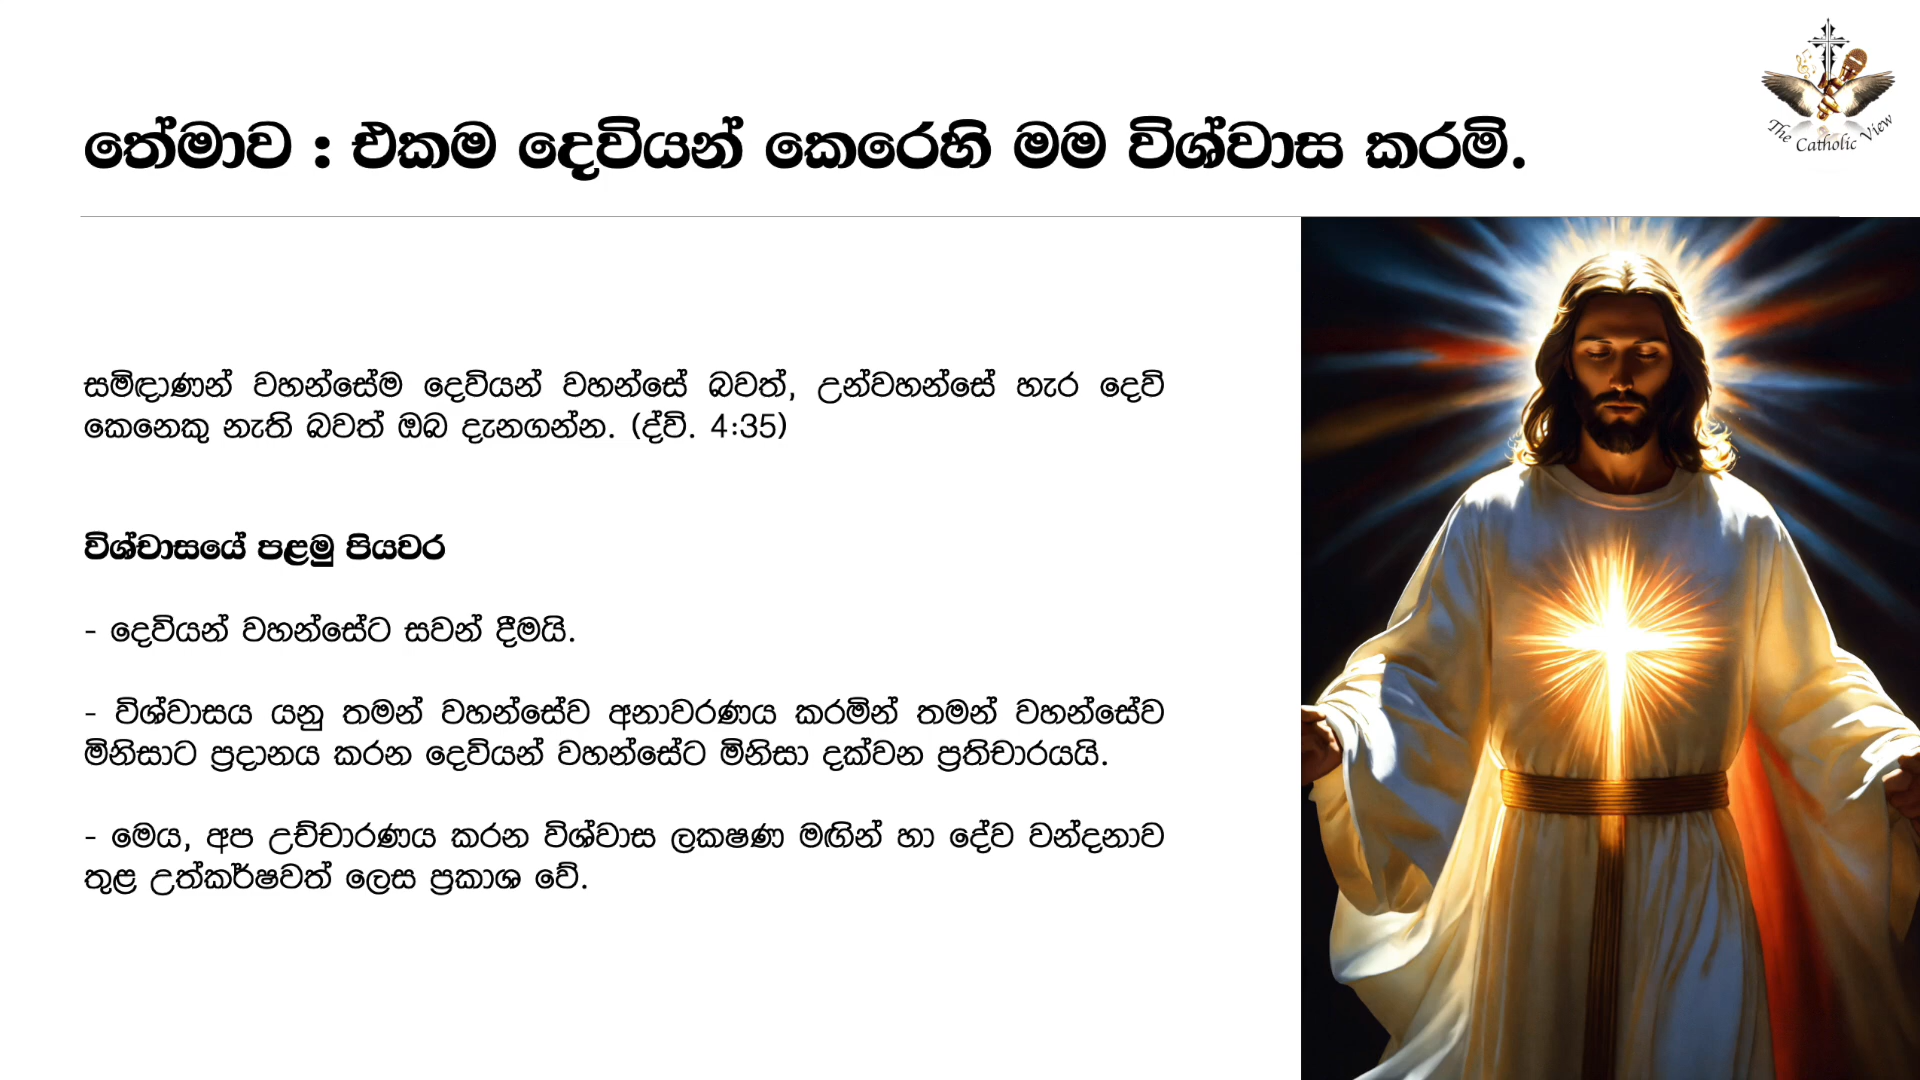 The Catholic View
තේමාව : එකම දෙවියන් කෙරෙහි මම විශ්වාස කරමි.
සමිඳාණන් වහන්සේම දෙවියන් වහන්සේ බවත්, උන්වහන්සේ හැර දෙවි
කෙනෙකු නැති බවත් ඔබ දැනගන්න. (ද්වි. 4:35)
විශ්වාසයේ පළමු පියවර
- දෙවියන් වහන්සේට සවන් දීමයි.
- විශ්වාසය යනු තමන් වහන්සේව අනාවරණය කරමින් තමන් වහන්සේව
මිනිසාට ප්‍රදානය කරන දෙවියන් වහන්සේට මිනිසා දක්වන ප්‍රතිචාරයයි.
- මෙය, අප උච්චාරණය කරන විශ්වාස ලකෂණ මඟින් හා දේව වන්දනාව
තුළ උත්කර්ෂවත් ලෙස ප්‍රකාශ වේ.